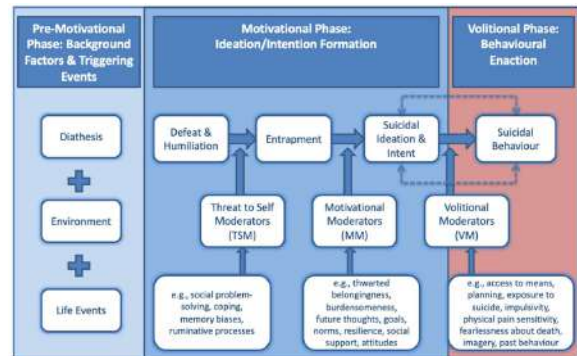 Pre-Motivational
Phase: Background
Factors & Triggering
Events
Motivational Phase:
Ideation/Intention Formation
Volitional Phase:
Behavioural
Enaction
Diathesis
Environment
Life Events
Defeat &
Humiliation
Entrapment
Suicidal
Ideation &
Intent
Suicidal
Behaviour
Threat to Self
Moderators
(TSM)
Motivational
Moderators
(MM)
Volitional
Moderators
(VM)
e.g., social problem-
solving, coping,
memory biases,
ruminative processes
e.g., thwarted
belongingness,
burdensomeness,
future thoughts, goals,
norms, resilience, social
support, attitudes
e.g., access to means,
planning, exposure to
suicide, impulsivity,
physical pain sensitivity,
fearlessness about death,
imagery, past behaviour